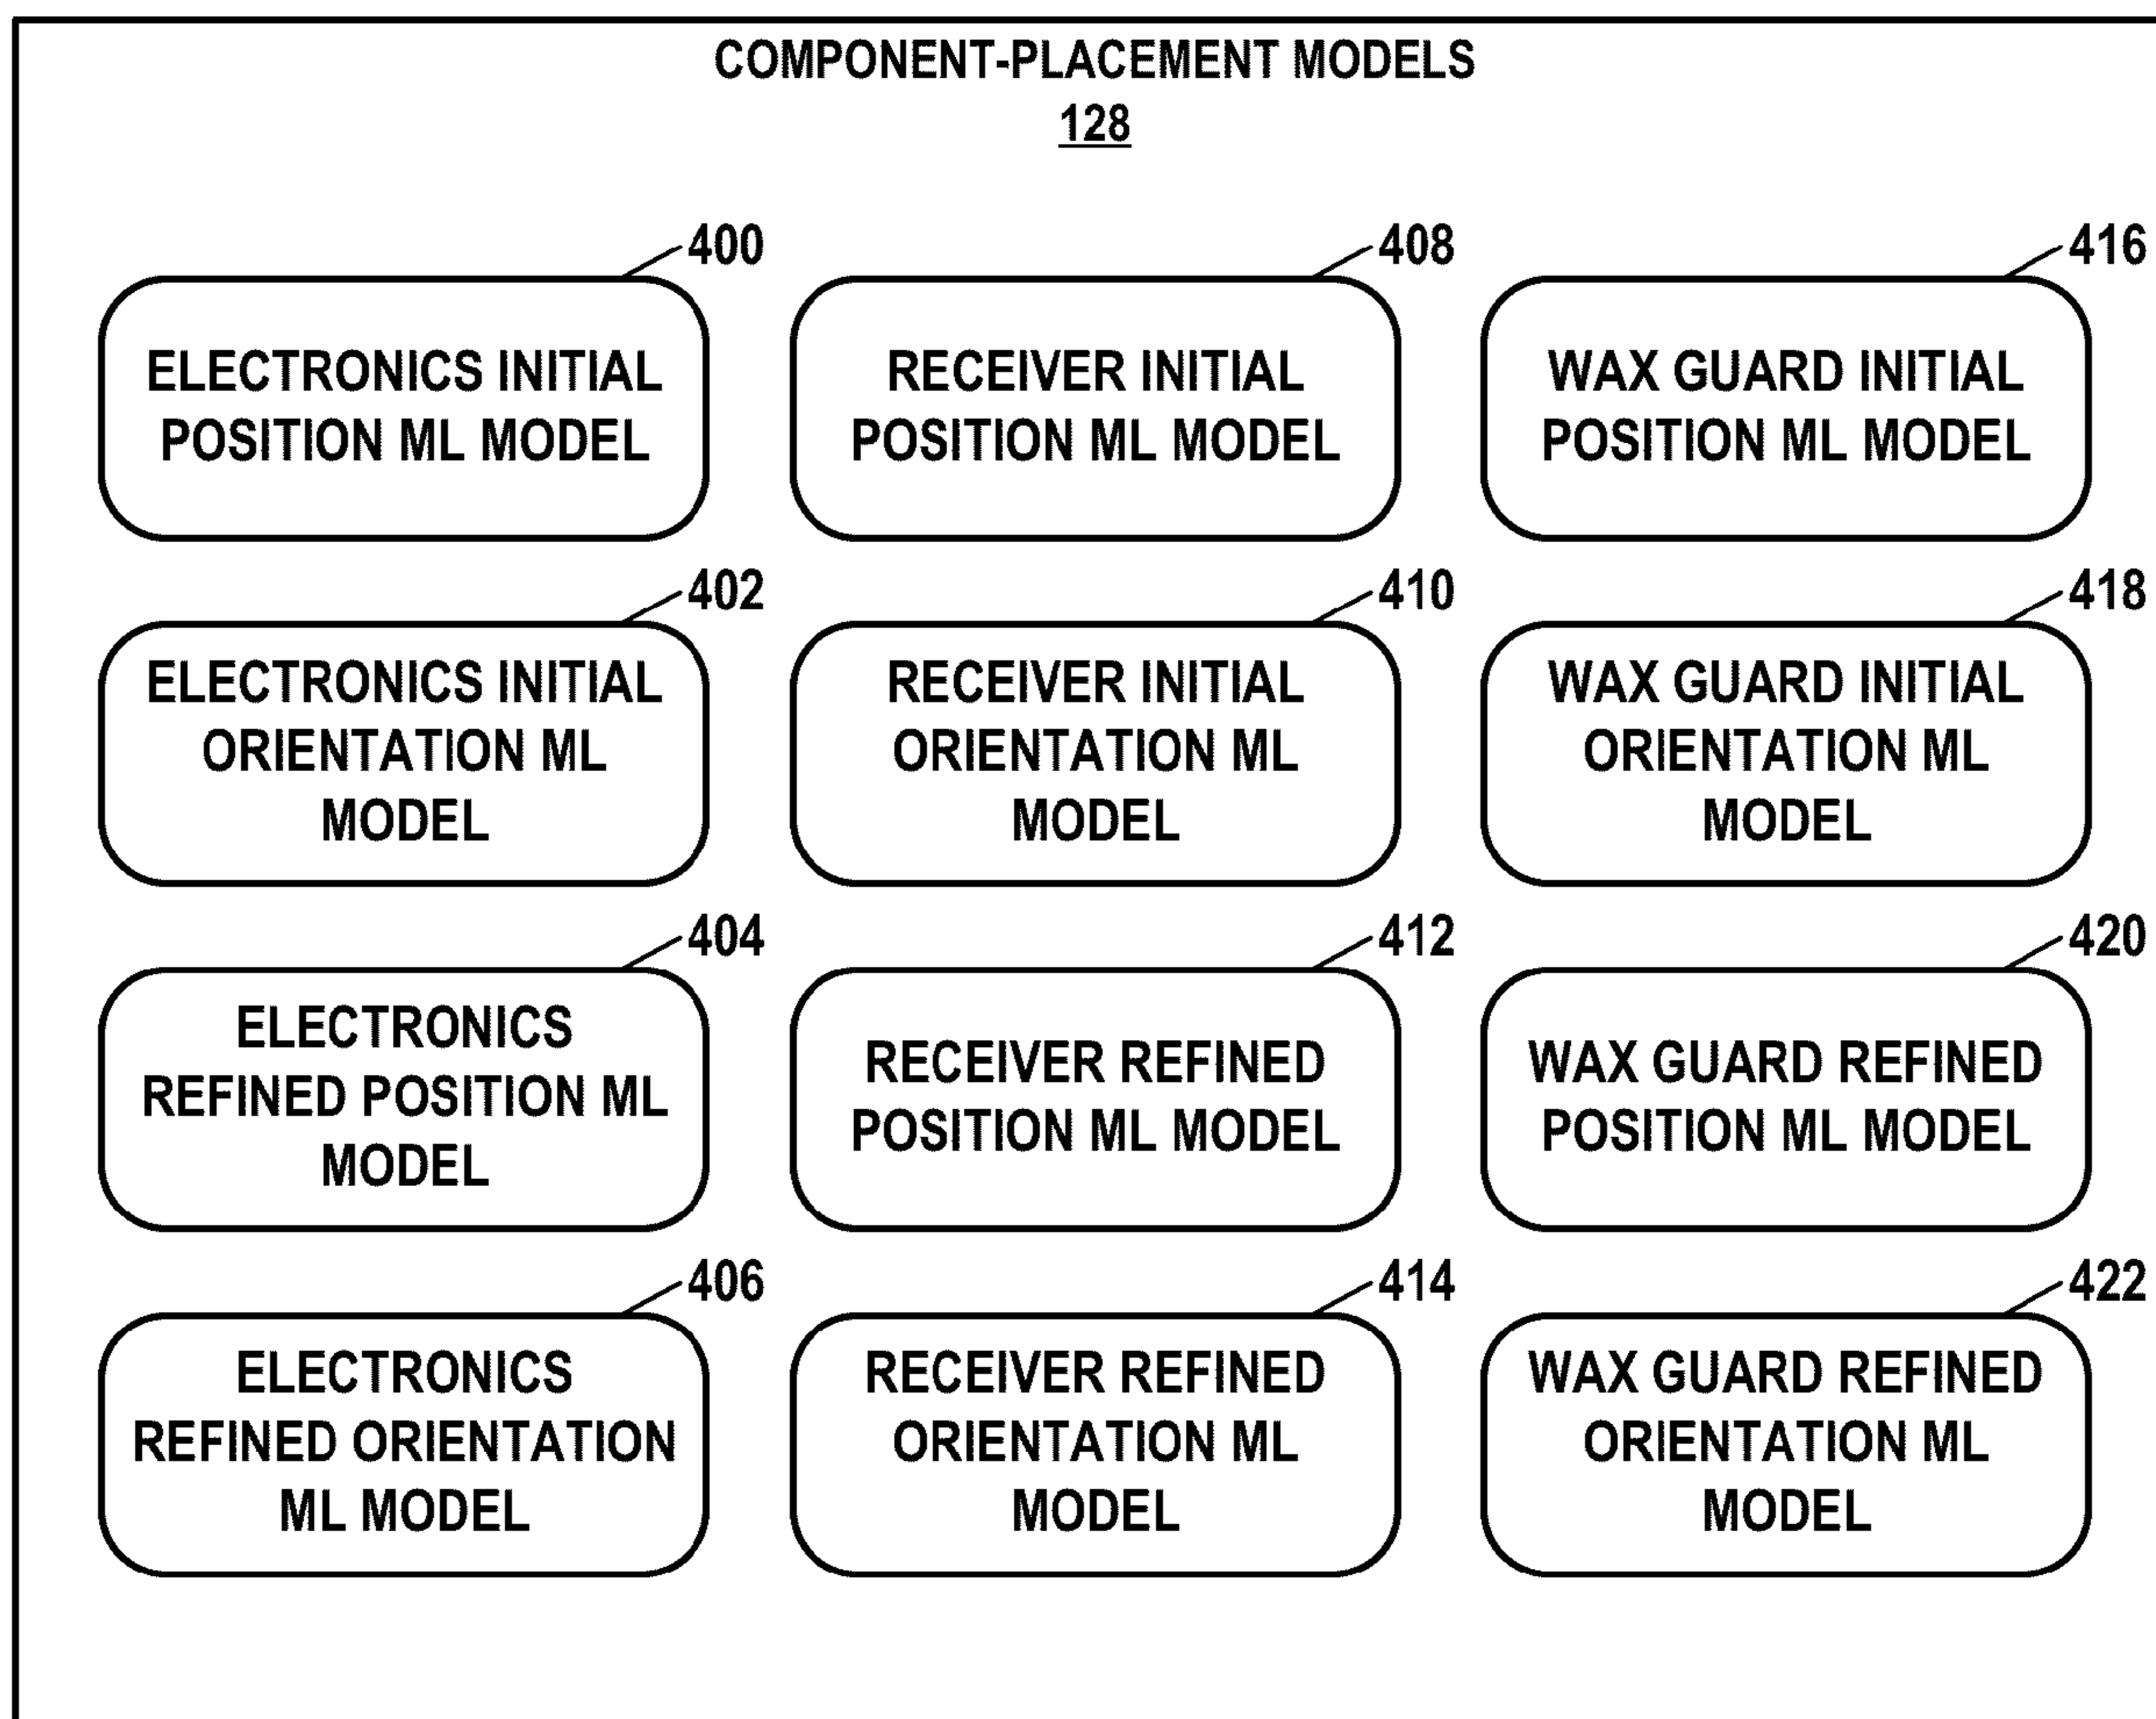 COMPONENT-PLACEMENT MODELS
128
400
ELECTRONICS INITIAL
POSITION ML MODEL
408
RECEIVER INITIAL
POSITION ML MODEL
416
WAX GUARD INITIAL
POSITION ML MODEL
402
ELECTRONICS INITIAL
ORIENTATION ML
MODEL
410
RECEIVER INITIAL
ORIENTATION ML
MODEL
418
WAX GUARD INITIAL
ORIENTATION ML
MODEL
404
ELECTRONICS
REFINED POSITION ML
MODEL
412
RECEIVER REFINED
POSITION ML MODEL
420
WAX GUARD REFINED
POSITION ML MODEL
406
ELECTRONICS
REFINED ORIENTATION
ML MODEL
414
RECEIVER REFINED
ORIENTATION ML
MODEL
422
WAX GUARD REFINED
ORIENTATION ML
MODEL